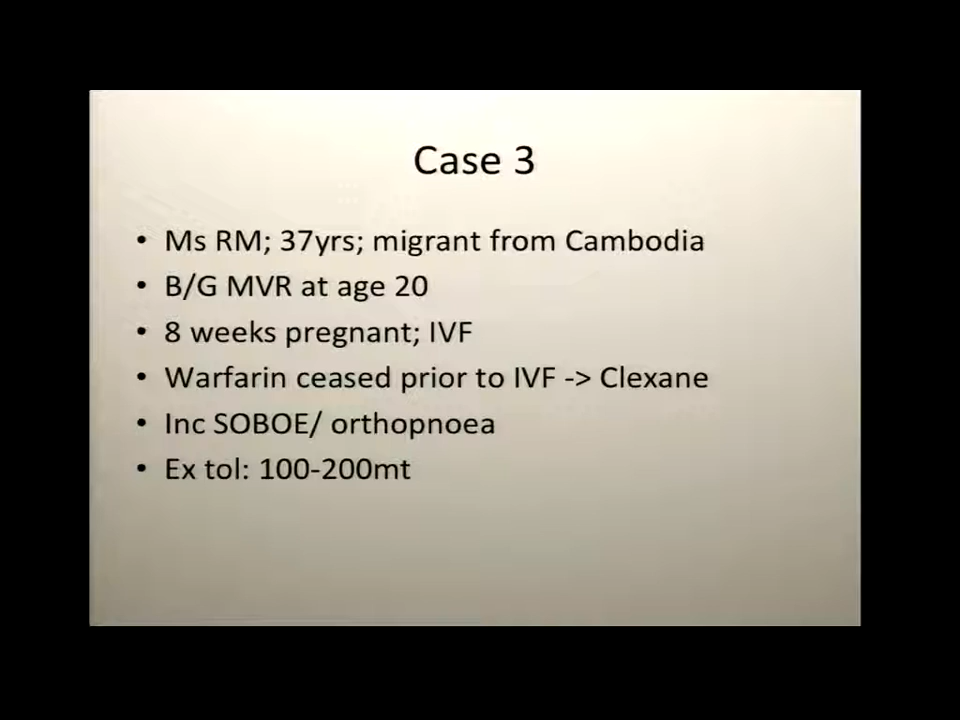 Case 3
• Ms RM; 37yrs; migrant from Cambodia
• B/G MVR at age 20
• 8 weeks pregnant; IVF
• Warfarin ceased prior to IVF -> Clexane
• Inc SOBOE/ orthopnoea
• Ex tol: 100-200mt